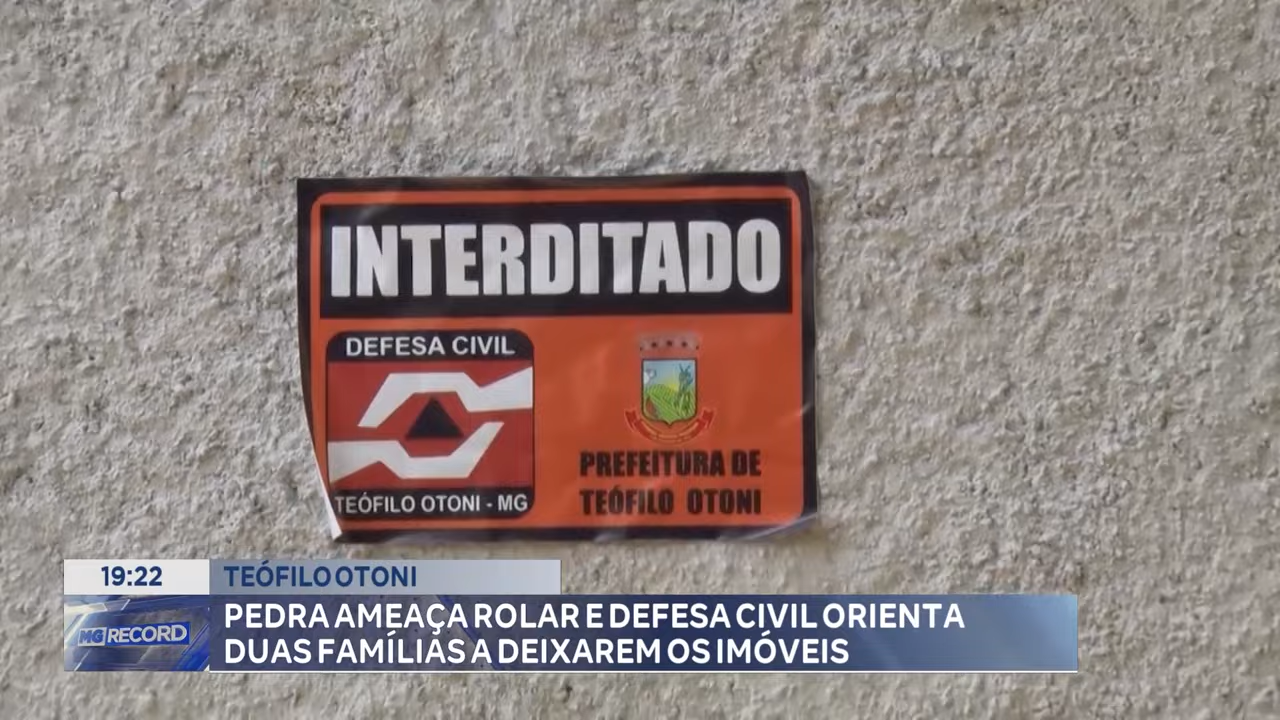 INTERDITADO
DEFESA CIVIL
TEÓFILO OTONI - MG
PREFEITURA DE
TEÓFILO OTONI
19:22
TEÓFILO OTONI
MG RECORD
PEDRA AMEAÇA ROLAR E DEFESA CIVIL ORIENTA
DUAS FAMÍLIAS A DEIXAREM OS IMÓVEIS